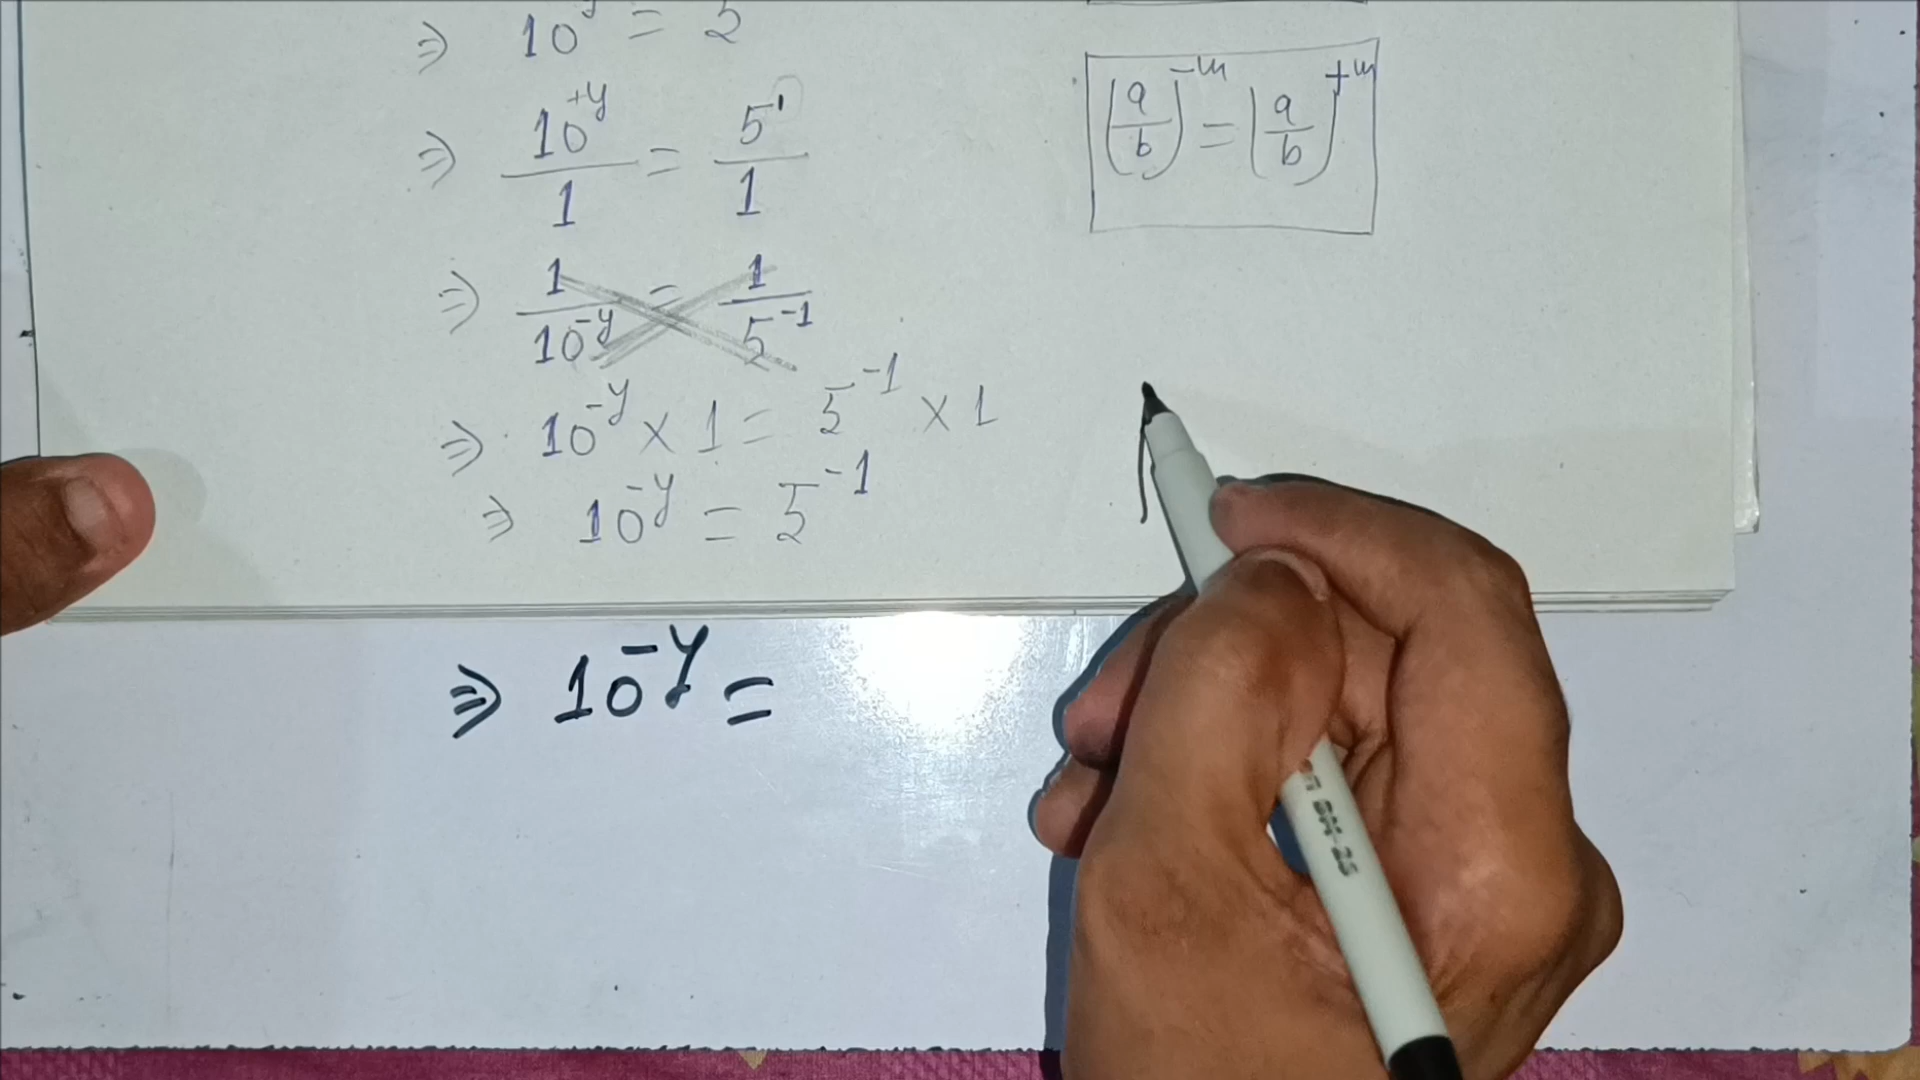 ⇒ 10^y = 5
⇒ 10^+y / 1 = 5^1 / 1
⇒ 1 / 10^-y = 1 / 5^-1
⇒ 10^-y × 1 = 5^-1 × 1
⇒ 10^-y = 5^-1
⇒ 10^-y =
(a/b)^-m = (a/b)^+m